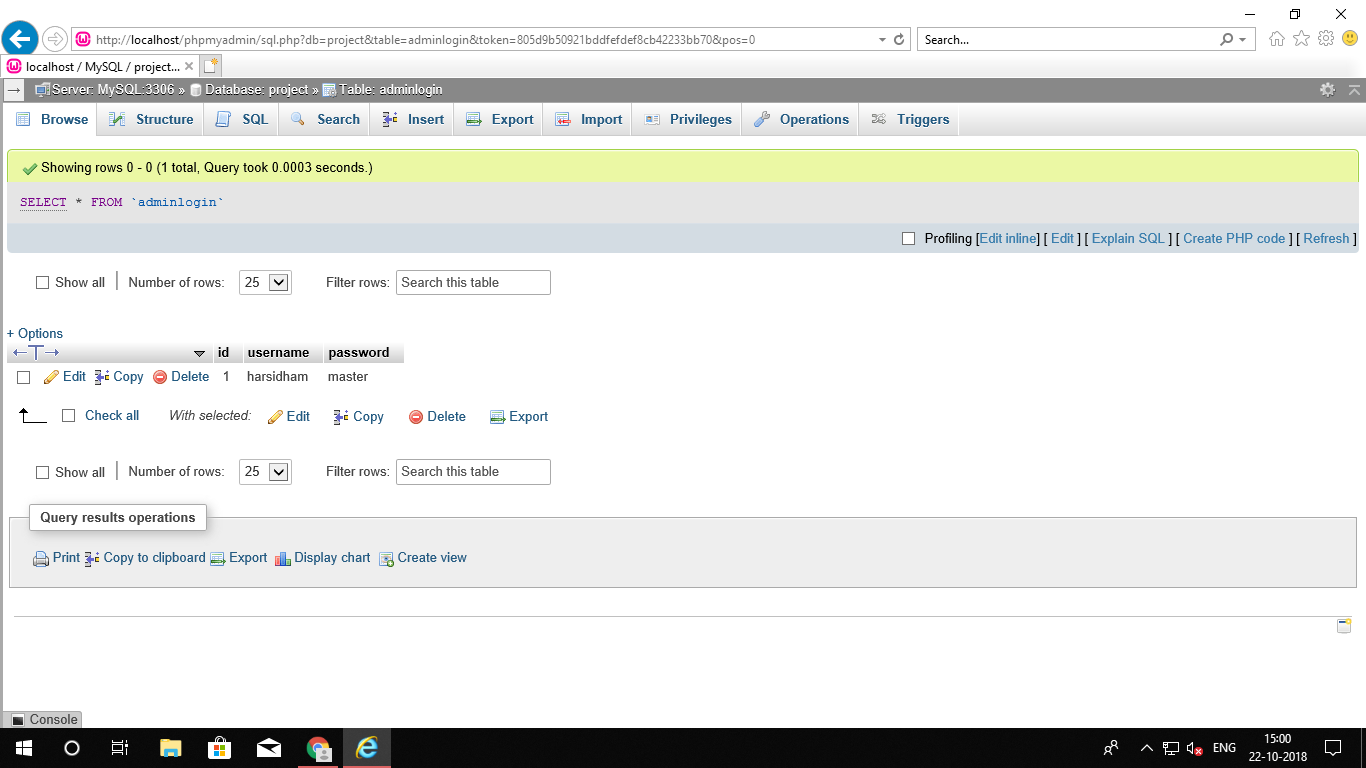 http://localhost/phpmyadmin/sql.php?db=project&table=adminlogin&token=805d9b50921bddfefdef8cb42233bb70&pos=0
Search...
localhost / MySQL / project...
Server: MySQL:3306 » Database: project » Table: adminlogin
Browse Structure SQL Search Insert Export Import Privileges Operations Triggers
Showing rows 0 - 0 (1 total, Query took 0.0003 seconds.)
SELECT * FROM `adminlogin`
Profiling [Edit inline] [ Edit ] [ Explain SQL ] [ Create PHP code ] [ Refresh ]
Show all | Number of rows: 25 Filter rows: Search this table
+ Options
←T→ id username password
Edit Copy Delete 1 harsidham master
Check all With selected: Edit Copy Delete Export
Show all | Number of rows: 25 Filter rows: Search this table
Query results operations
Print Copy to clipboard Export Display chart Create view
Console
ENG
15:00
22-10-2018